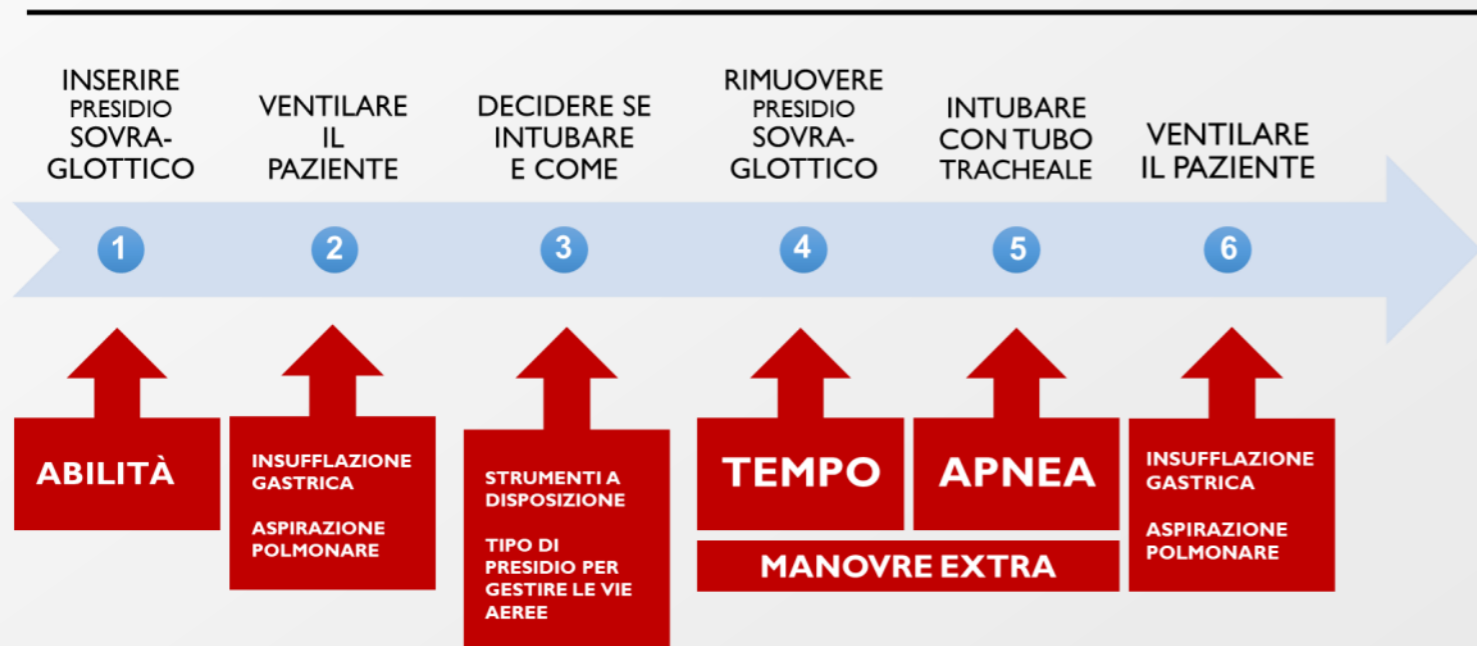 INSERIRE
PRESIDIO
SOVRA-
GLOTTICO
VENTILARE
IL
PAZIENTE
DECIDERE SE
INTUBARE
E COME
RIMUOVERE
PRESIDIO
SOVRA-
GLOTTICO
INTUBARE
CON TUBO
TRACHEALE
VENTILARE
IL PAZIENTE
1
2
3
4
5
6
ABILITÀ
INSUFFLAZIONE
GASTRICA
ASPIRAZIONE
POLMONARE
STRUMENTI A
DISPOSIZIONE
TIPO DI
PRESIDIO PER
GESTIRE LE VIE
AEREE
TEMPO
APNEA
MANOVRE EXTRA
INSUFFLAZIONE
GASTRICA
ASPIRAZIONE
POLMONARE